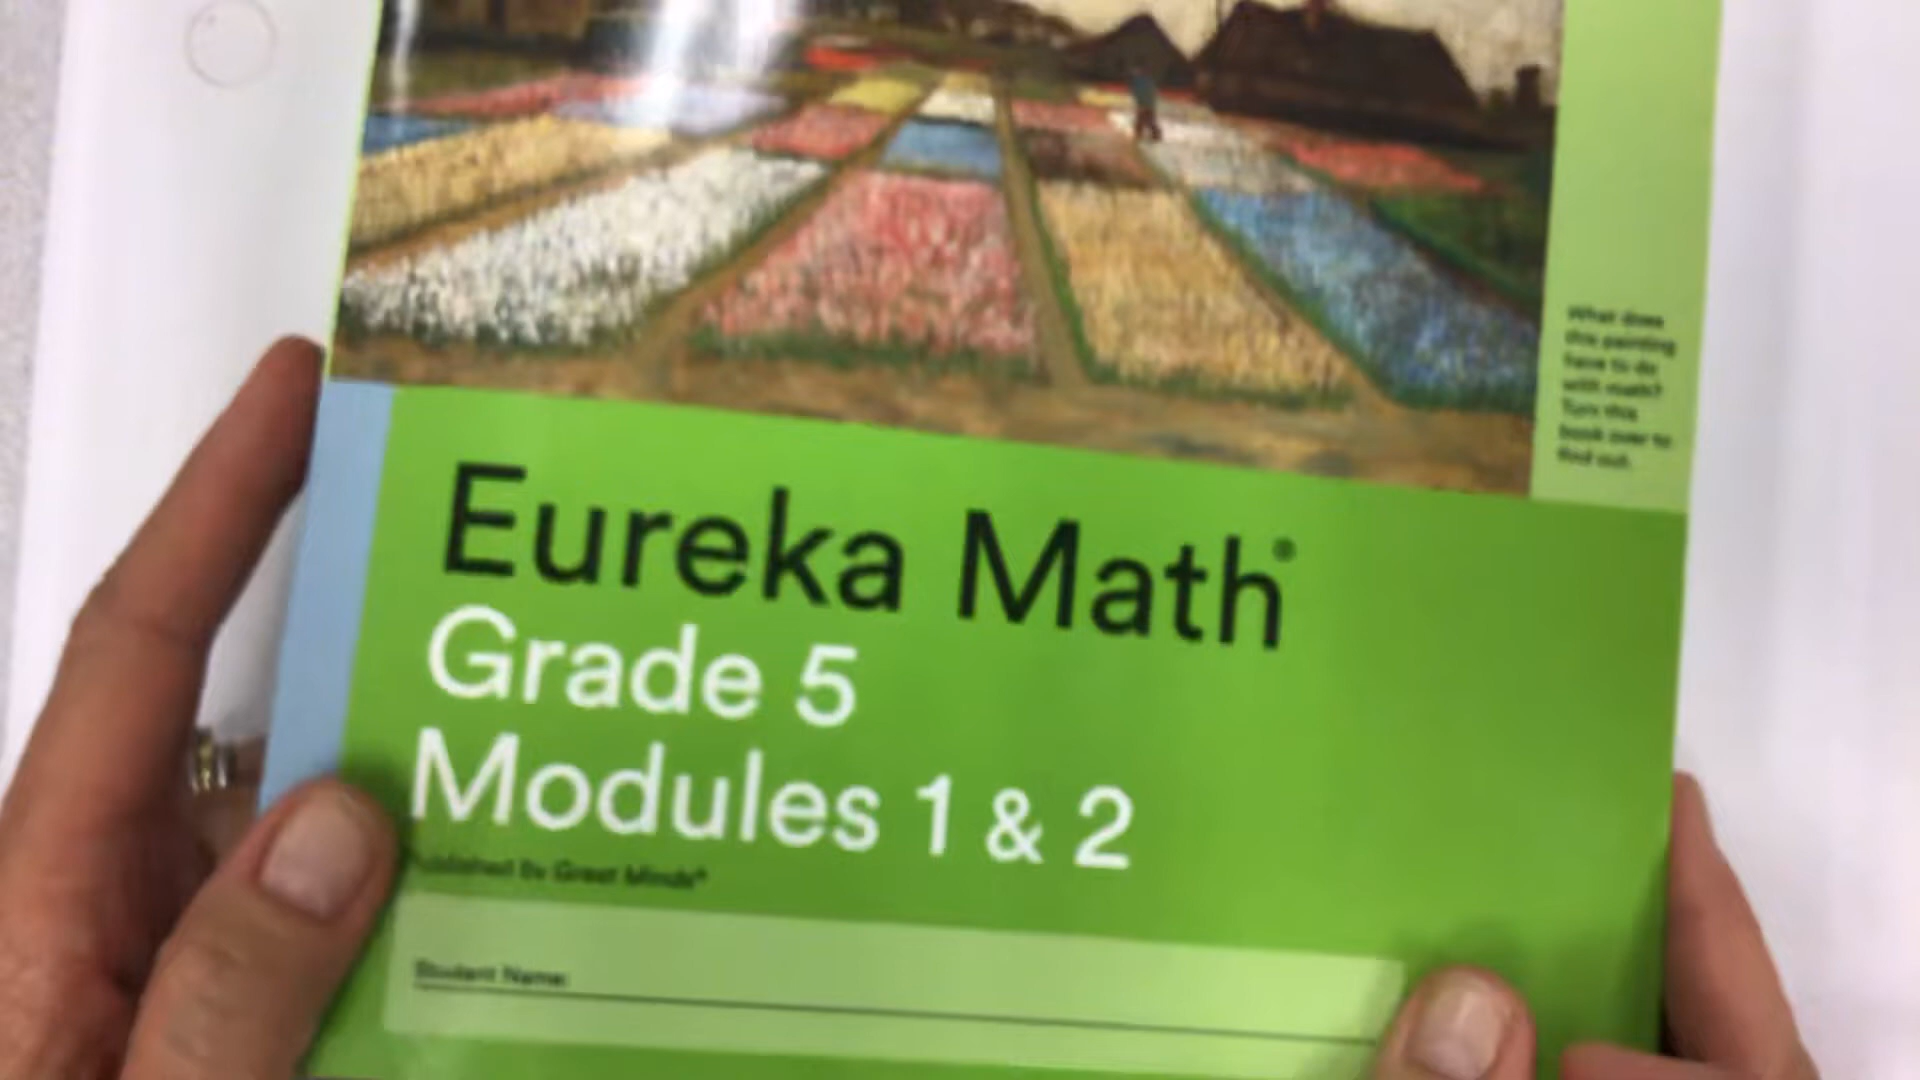 What does
this painting
have to do
with math?
Turn this
book over to
find out.
Eureka Math®
Grade 5
Modules 1 & 2
Published by Great Minds®
Student Name: